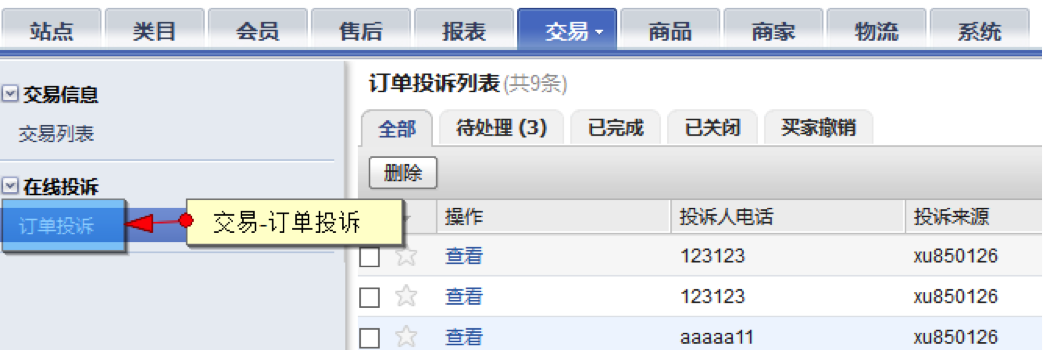 站点 类目 会员 售后 报表 交易 商品 商家 物流 系统
交易信息
交易列表
在线投诉
订单投诉
交易-订单投诉
订单投诉列表(共9条)
全部 待处理 (3) 已完成 已关闭 买家撤销
删除
操作 投诉人电话 投诉来源
查看 123123 xu850126
查看 123123 xu850126
查看 aaaaa11 xu850126